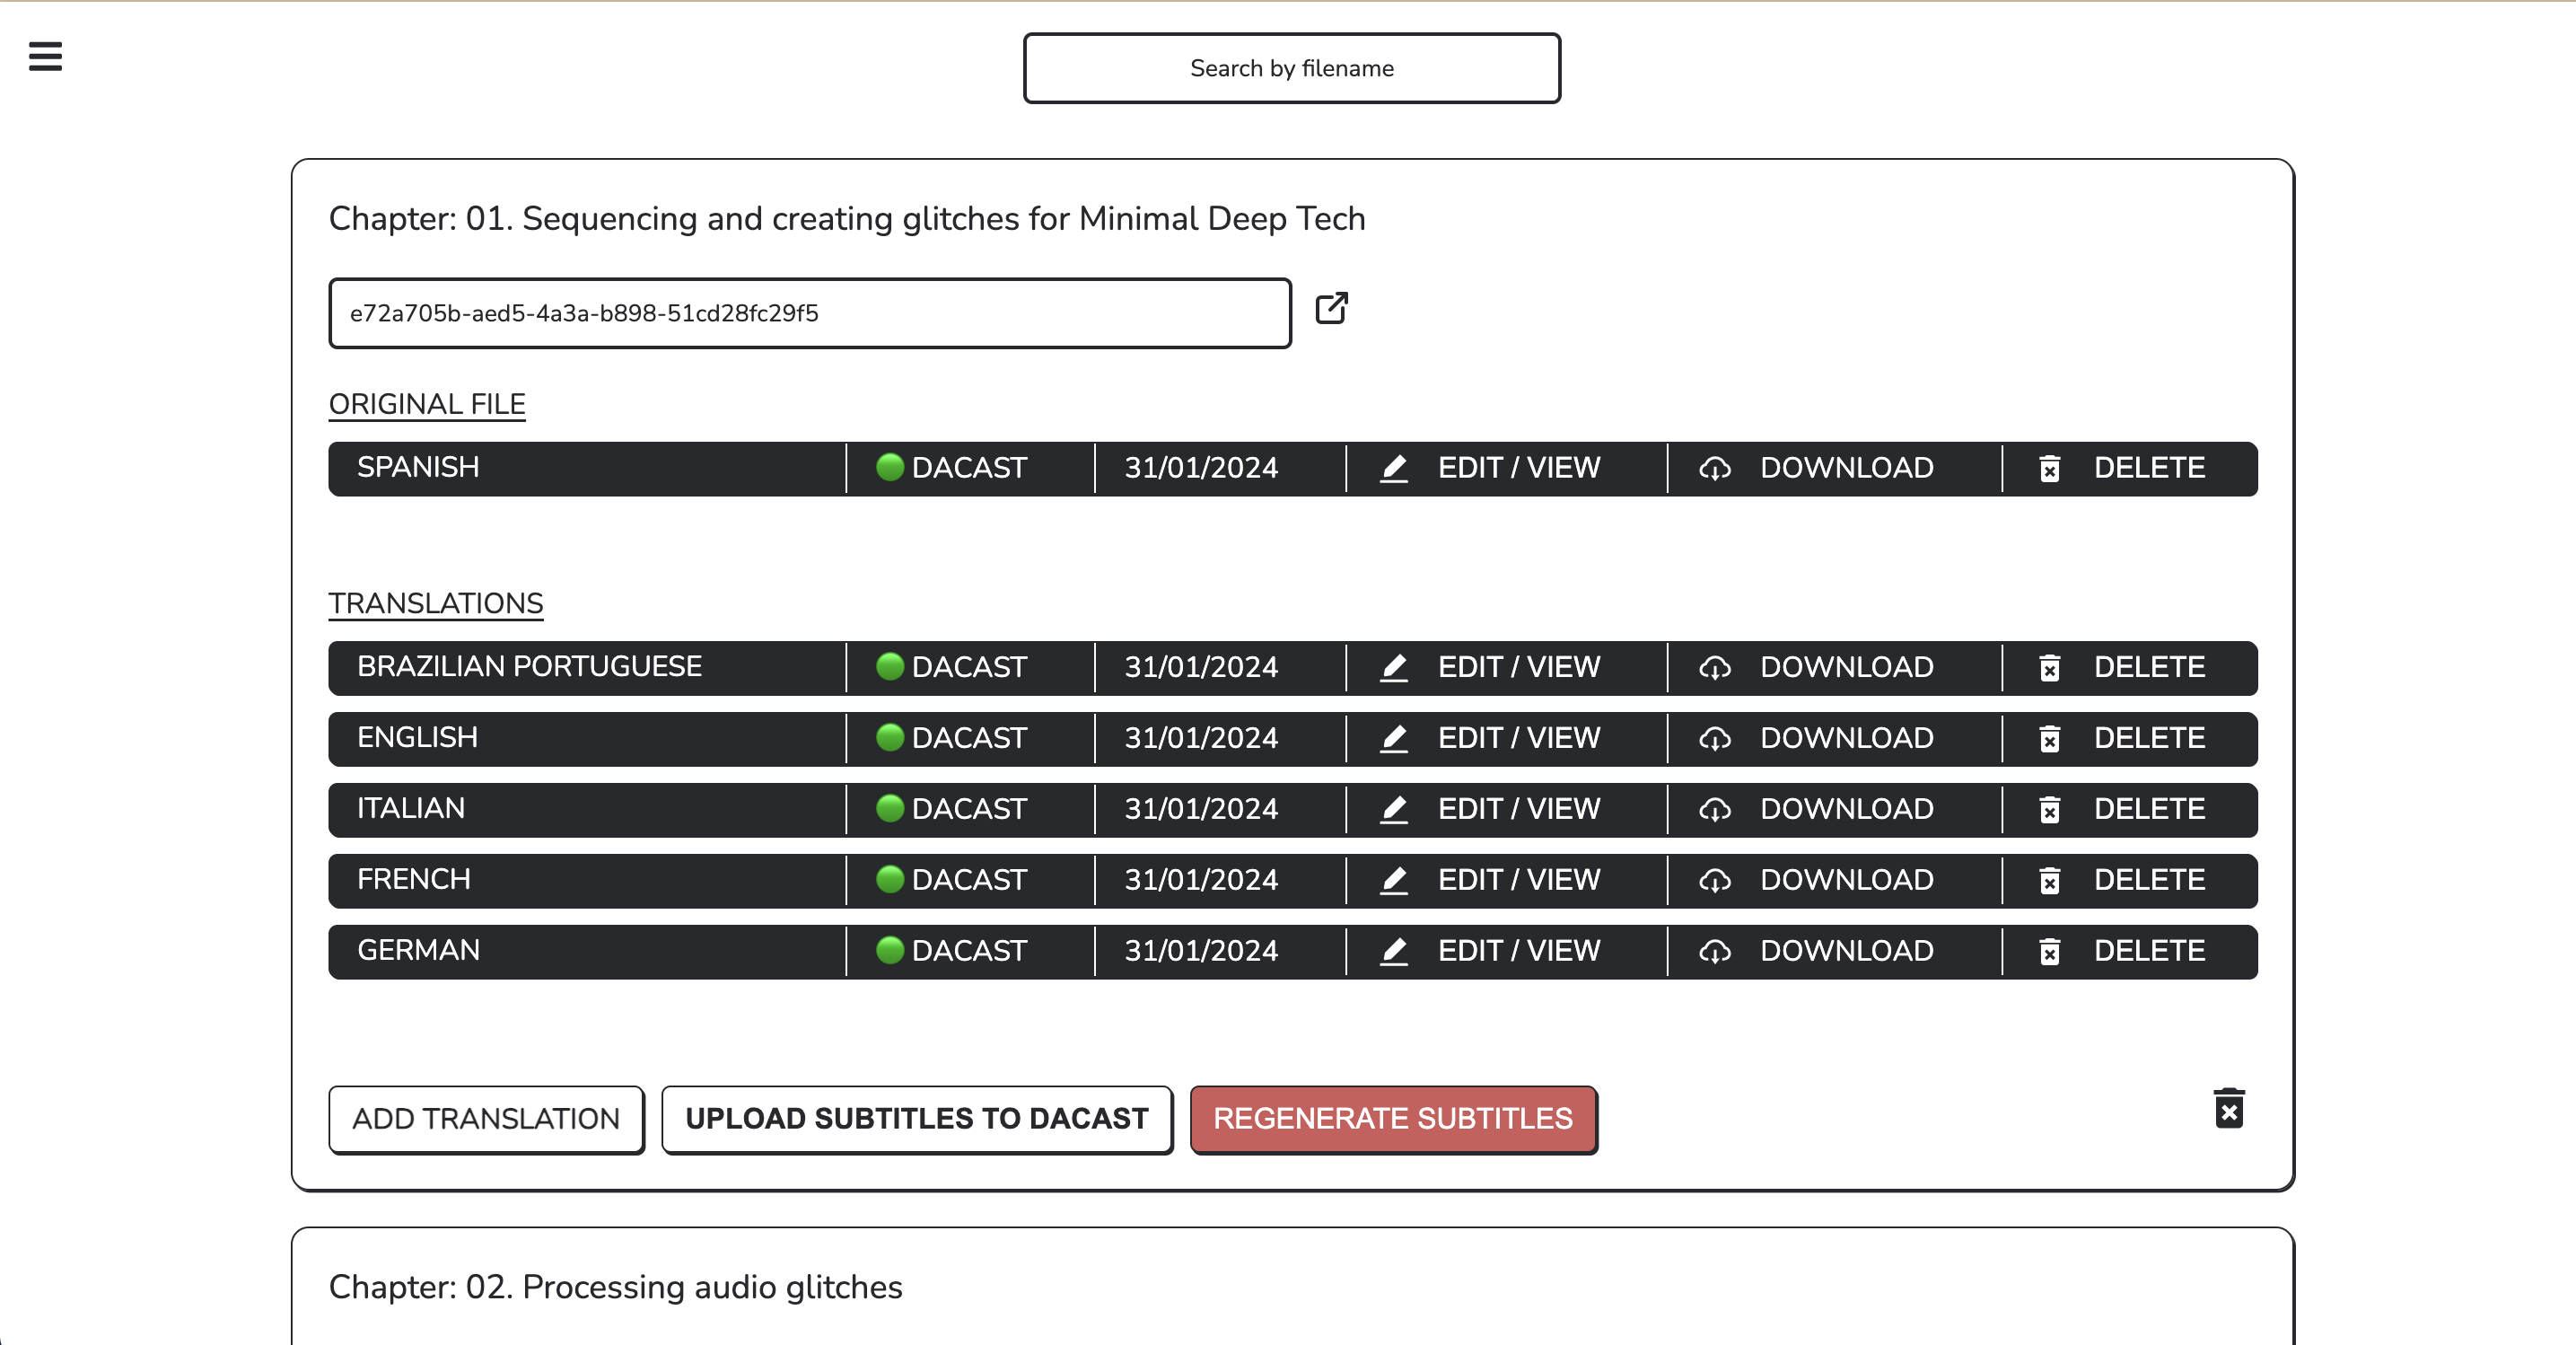 Search by filename
Chapter: 01. Sequencing and creating glitches for Minimal Deep Tech
e72a705b-aed5-4a3a-b898-51cd28fc29f5
ORIGINAL FILE
SPANISH DACAST 31/01/2024 EDIT / VIEW DOWNLOAD DELETE
TRANSLATIONS
BRAZILIAN PORTUGUESE DACAST 31/01/2024 EDIT / VIEW DOWNLOAD DELETE
ENGLISH DACAST 31/01/2024 EDIT / VIEW DOWNLOAD DELETE
ITALIAN DACAST 31/01/2024 EDIT / VIEW DOWNLOAD DELETE
FRENCH DACAST 31/01/2024 EDIT / VIEW DOWNLOAD DELETE
GERMAN DACAST 31/01/2024 EDIT / VIEW DOWNLOAD DELETE
ADD TRANSLATION UPLOAD SUBTITLES TO DACAST REGENERATE SUBTITLES
Chapter: 02. Processing audio glitches